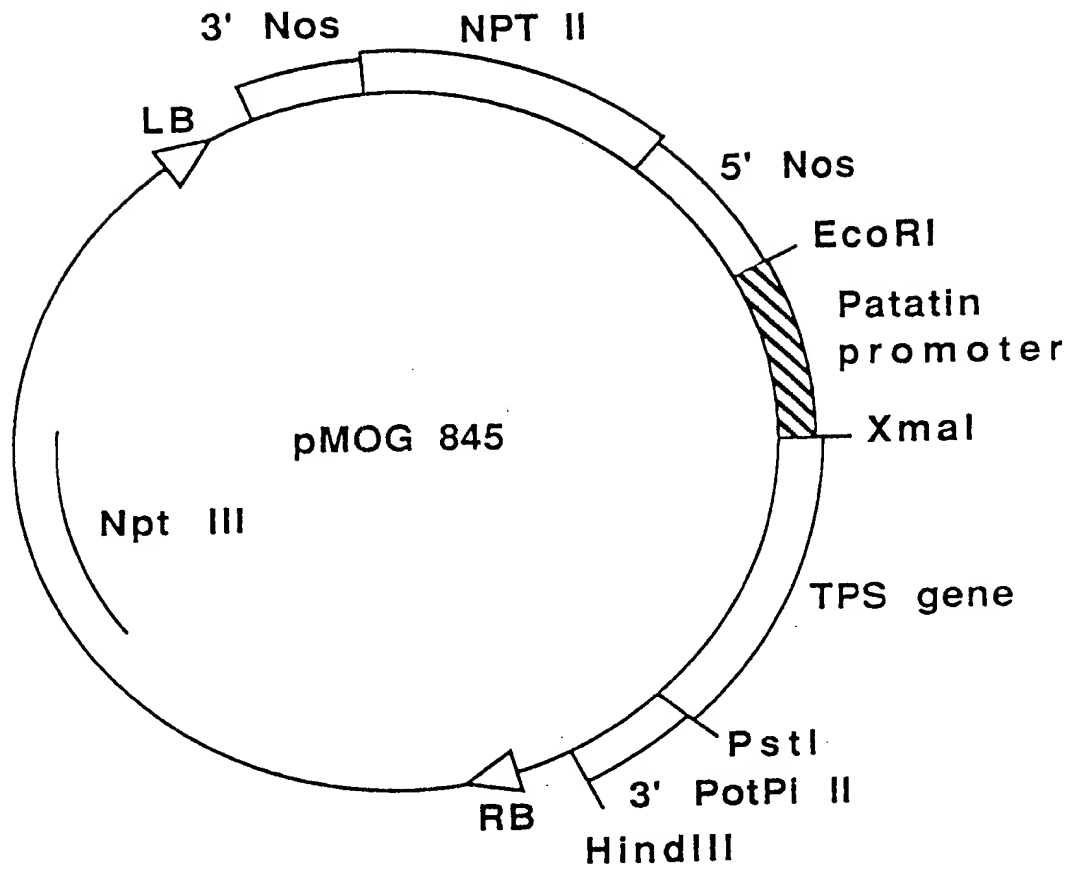 3' Nos
NPT II
LB
5' Nos
EcoRI
Patatin
promoter
pMOG 845
XmaI
Npt III
TPS gene
PstI
3' PotPi II
RB
HindIII